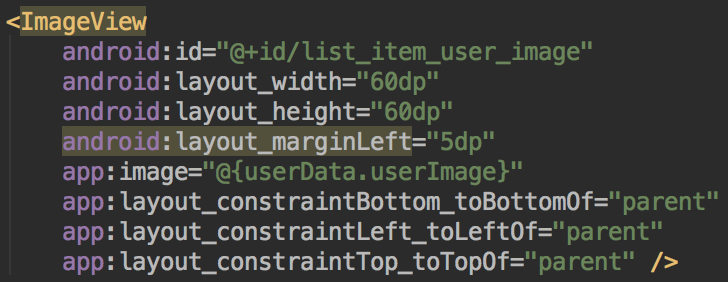 <ImageView
android:id="@+id/list_item_user_image"
android:layout_width="60dp"
android:layout_height="60dp"
android:layout_marginLeft="5dp"
app:image="@{userData.userImage}"
app:layout_constraintBottom_toBottomOf="parent"
app:layout_constraintLeft_toLeftOf="parent"
app:layout_constraintTop_toTopOf="parent" />